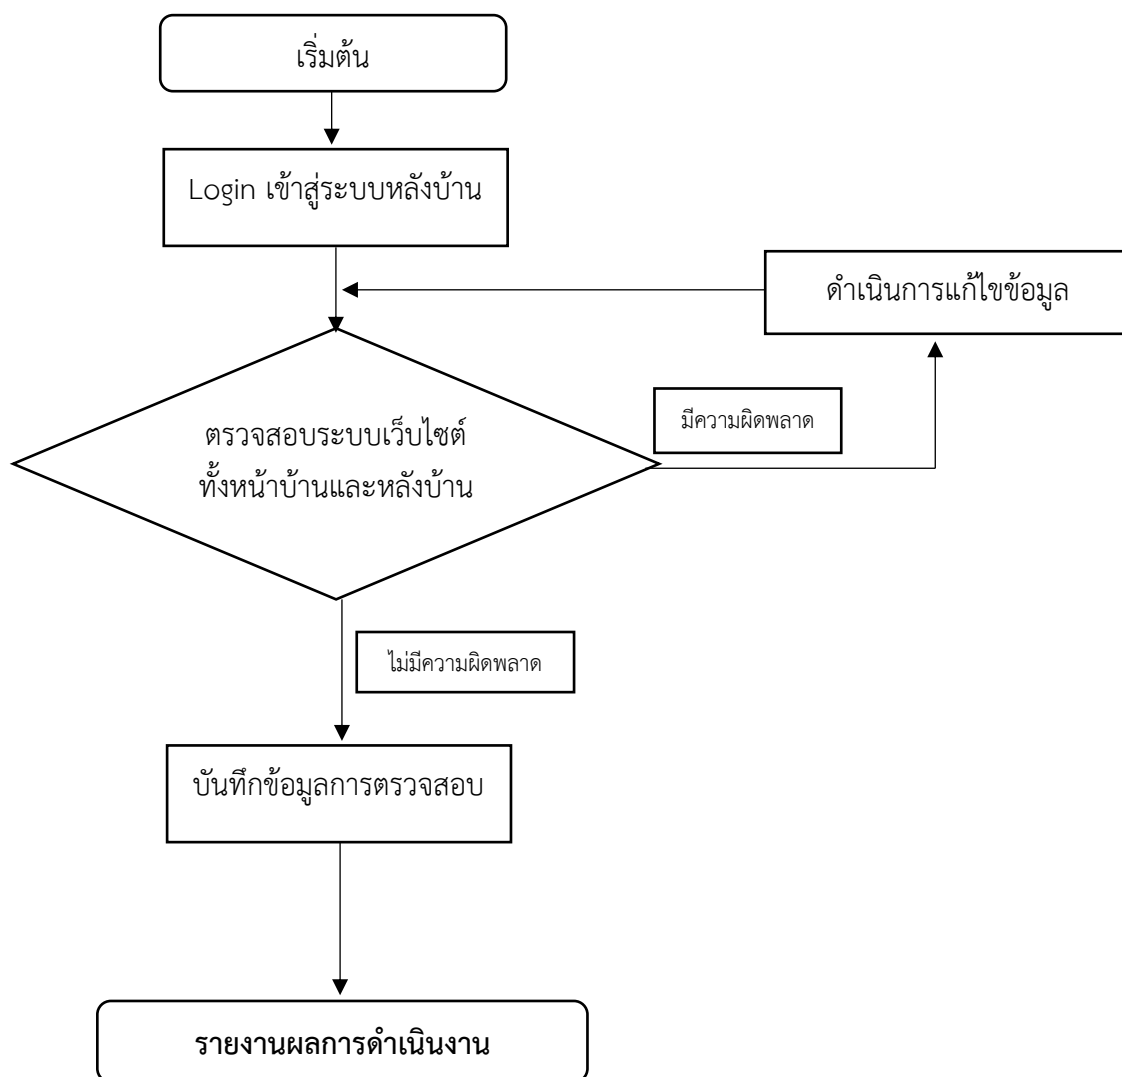 เริ่มต้น
Login เข้าสู่ระบบหลังบ้าน
ดำเนินการแก้ไขข้อมูล
มีความผิดพลาด
ตรวจสอบระบบเว็บไซต์
ทั้งหน้าบ้านและหลังบ้าน
ไม่มีความผิดพลาด
บันทึกข้อมูลการตรวจสอบ
รายงานผลการดำเนินงาน